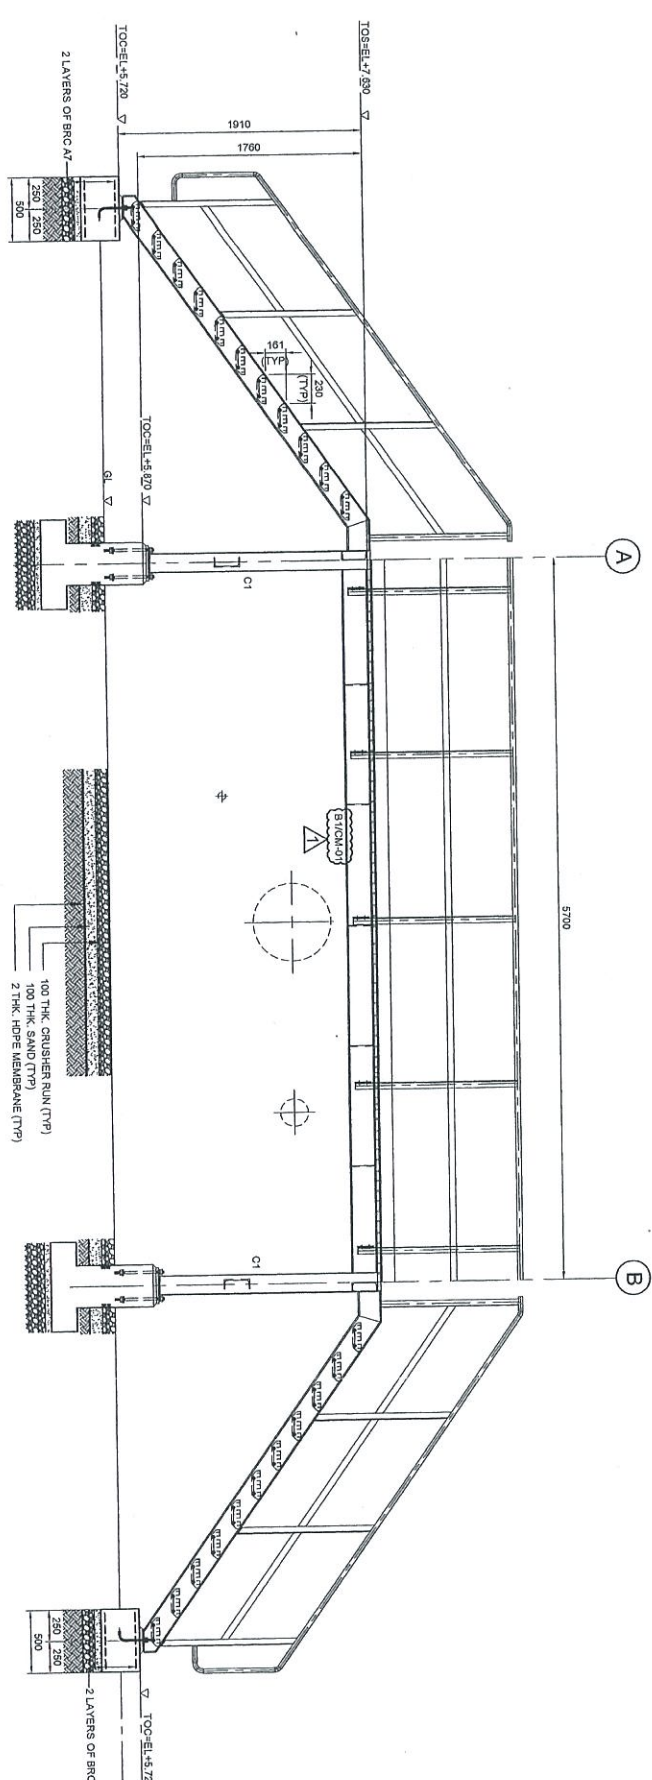 A
B
5700
TOS=EL+7.630
1910
1760
TOC=EL+5.720
2 LAYERS OF BRC A7
250
250
500
161
(TYP)
230
(TYP)
TOC=EL+5.870
GL
C1
B1/CM-01
1
C1
100 THK. CRUSHER RUN (TYP)
100 THK. SAND (TYP)
2 THK. HDPE MEMBRANE (TYP)
250
250
500
2 LAYERS OF BRC
TOC=EL+5.72